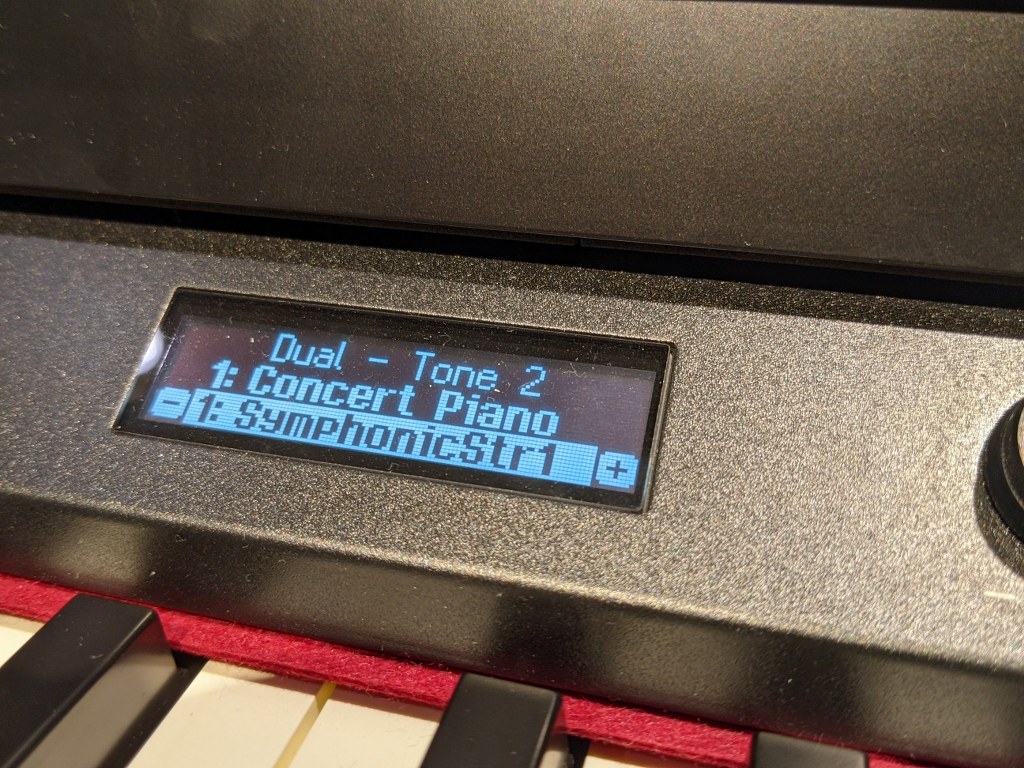 Dual - Tone 2
1: Concert Piano
- 1: SymphonicStr1 +